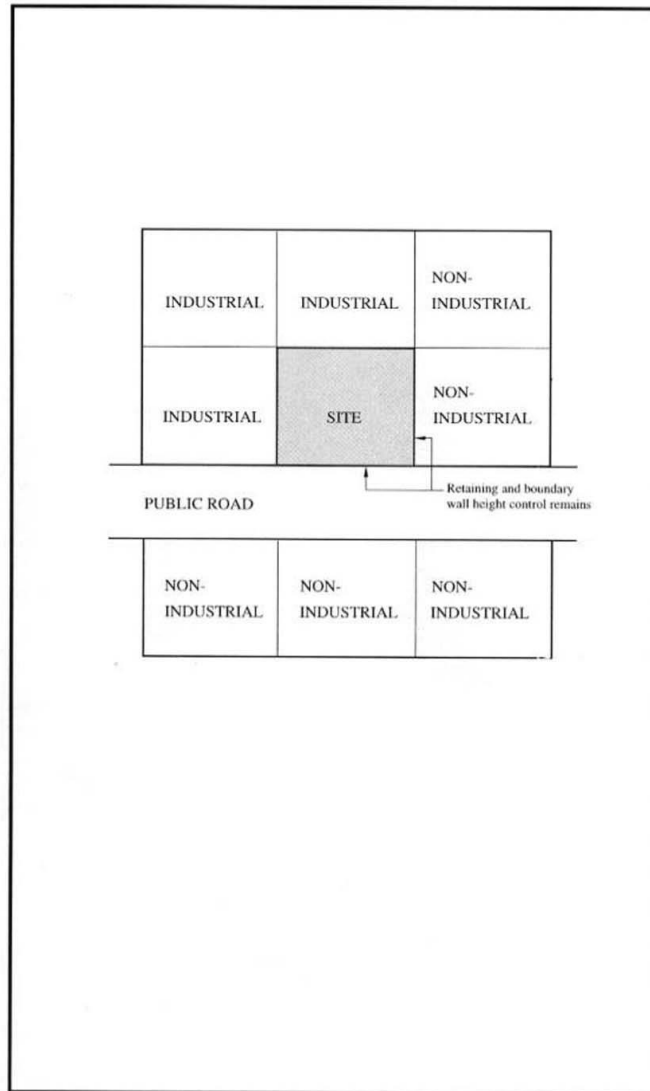 NON-
INDUSTRIAL INDUSTRIAL INDUSTRIAL
NON-
INDUSTRIAL SITE INDUSTRIAL
Retaining and boundary
PUBLIC ROAD wall height control remains
NON- NON- NON-
INDUSTRIAL INDUSTRIAL INDUSTRIAL